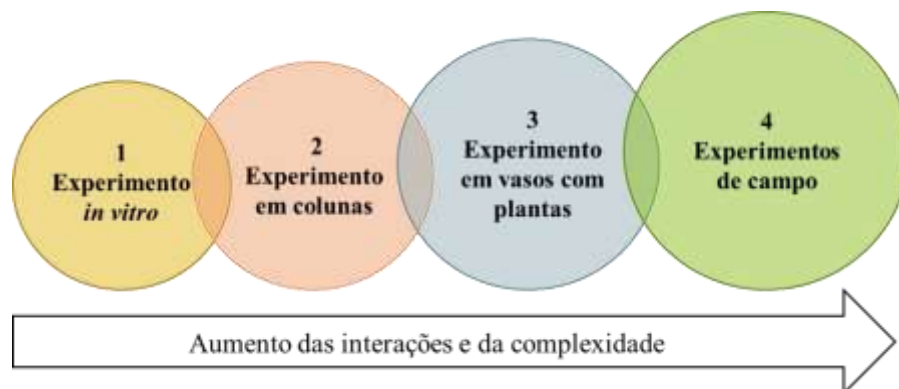 1
Experimento
in vitro
2
Experimento
em colunas
3
Experimento
em vasos com
plantas
4
Experimentos
de campo
Aumento das interações e da complexidade